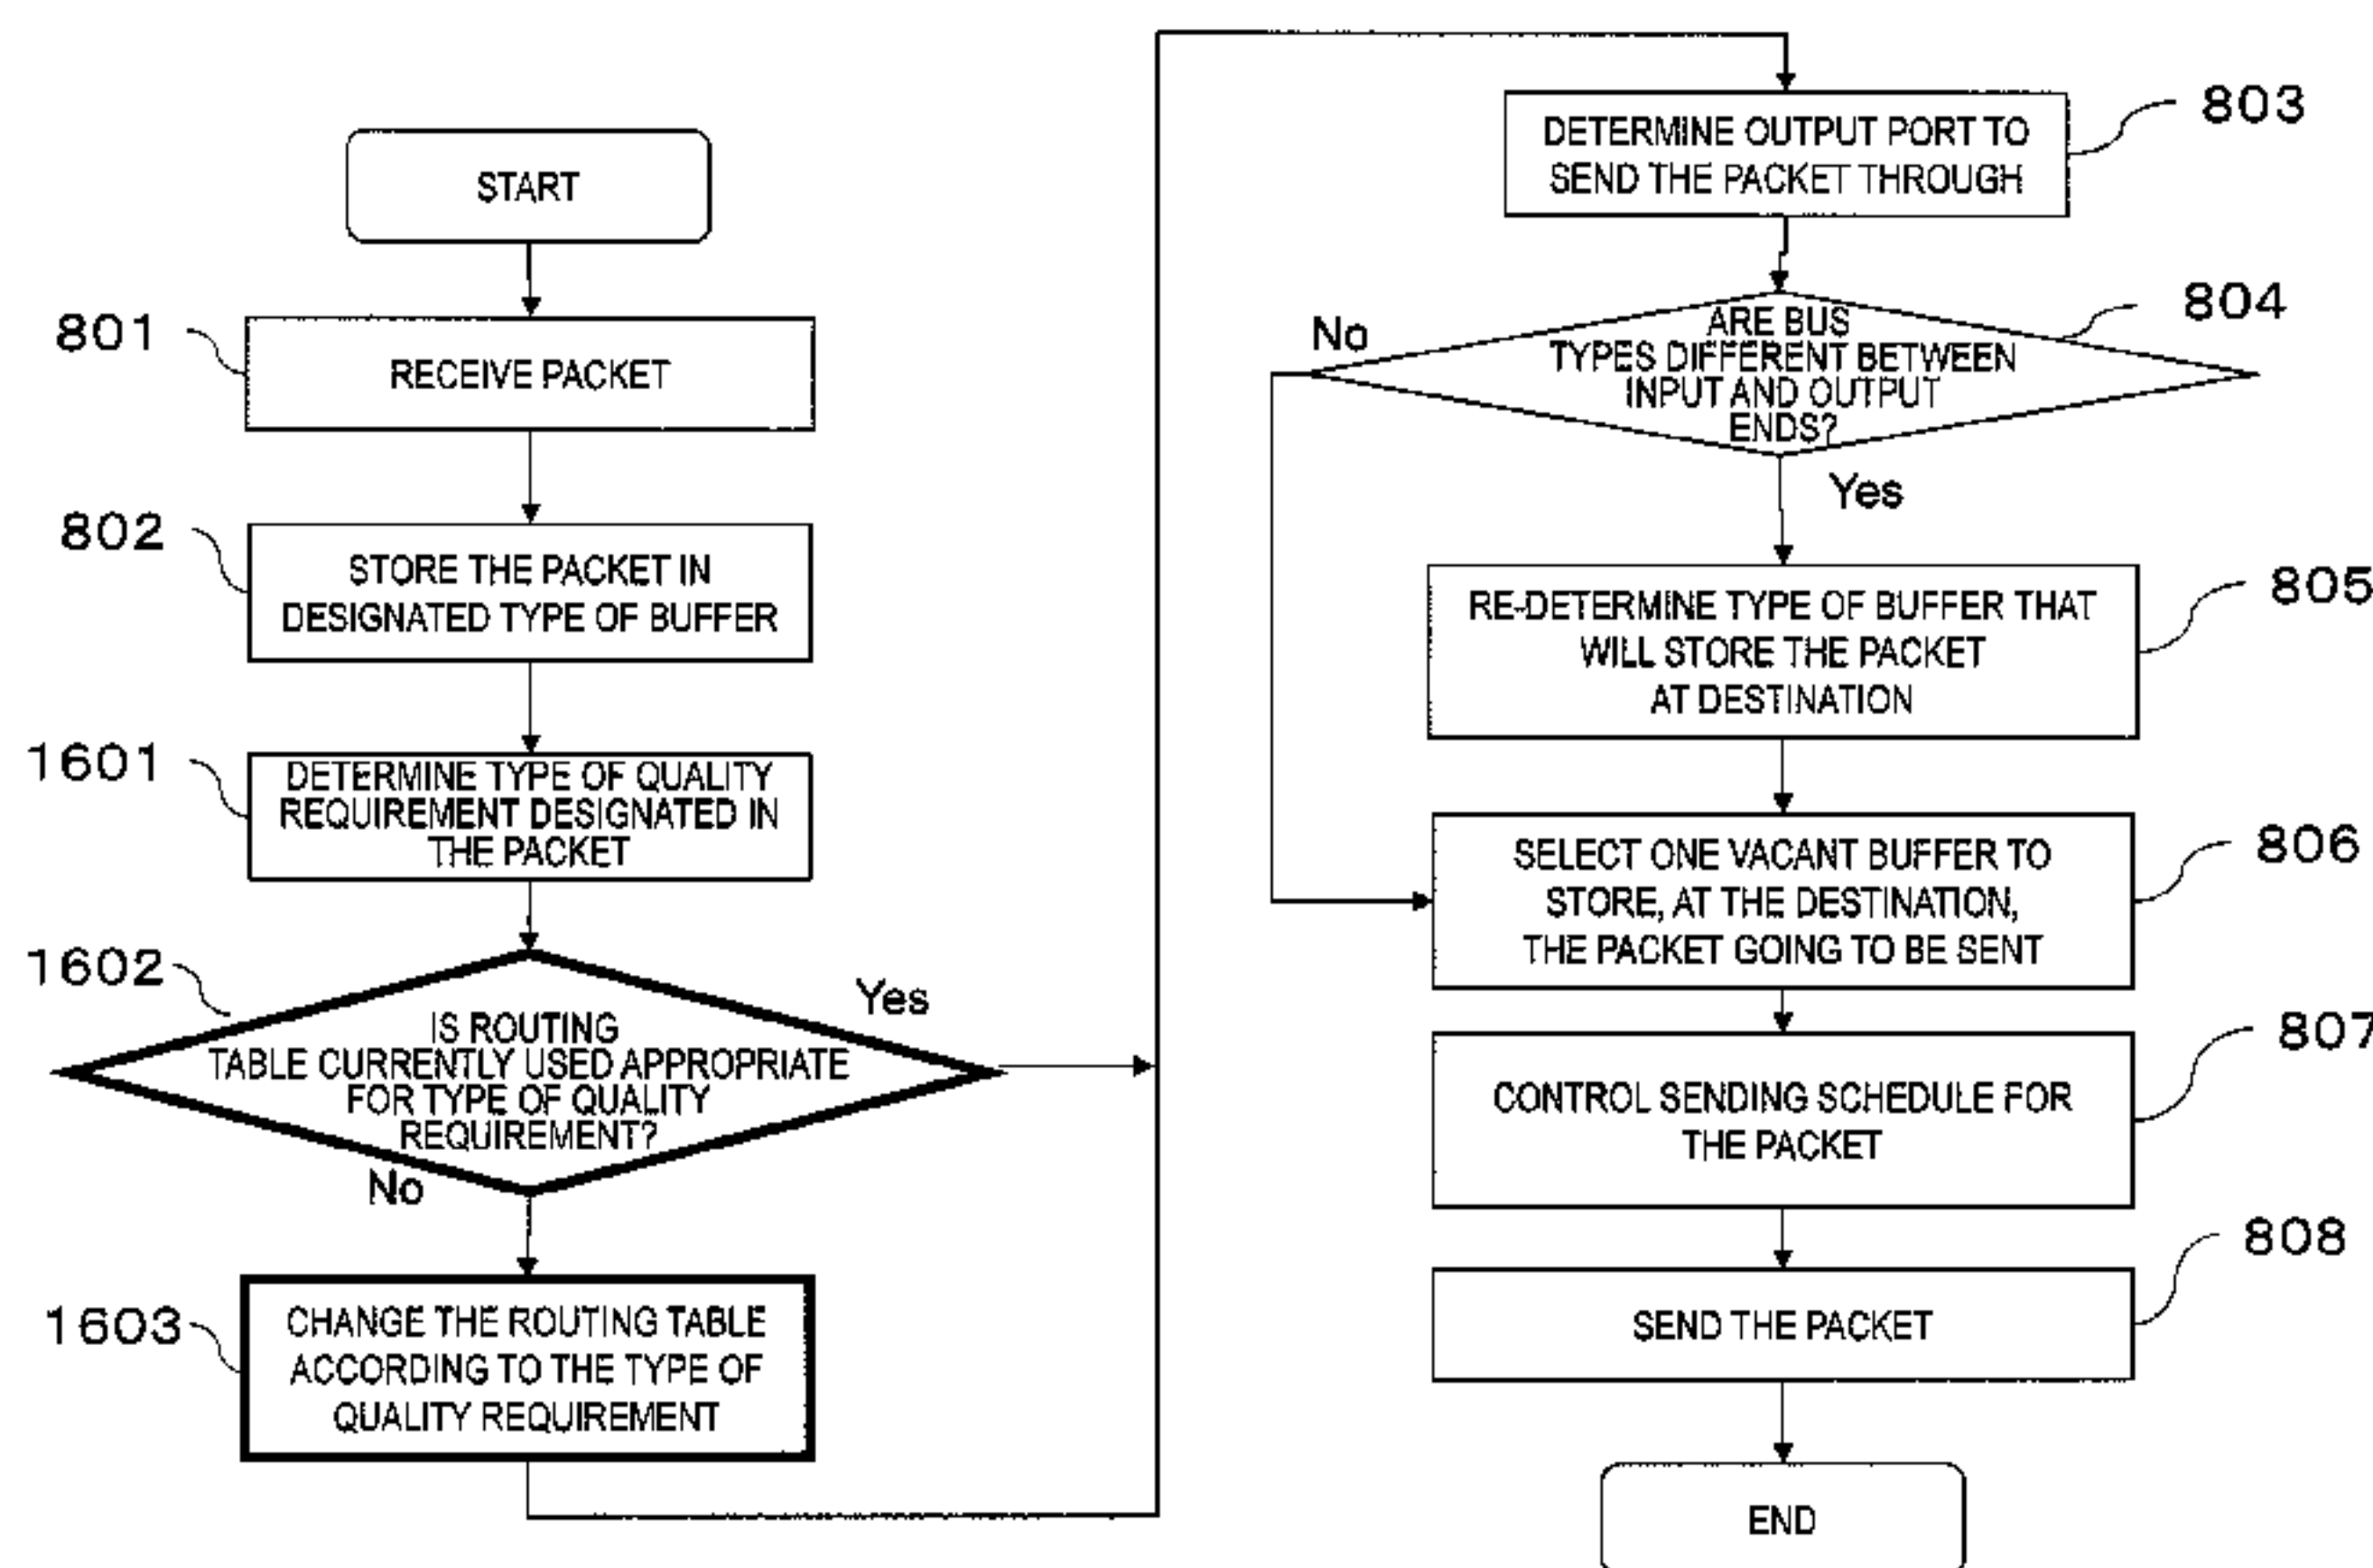 START
801
RECEIVE PACKET
802
STORE THE PACKET IN
DESIGNATED TYPE OF BUFFER
1601
DETERMINE TYPE OF QUALITY
REQUIREMENT DESIGNATED IN
THE PACKET
1602
Yes
IS ROUTING
TABLE CURRENTLY USED APPROPRIATE
FOR TYPE OF QUALITY
REQUIREMENT?
No
1603
CHANGE THE ROUTING TABLE
ACCORDING TO THE TYPE OF
QUALITY REQUIREMENT
803
DETERMINE OUTPUT PORT TO
SEND THE PACKET THROUGH
804
No
ARE BUS
TYPES DIFFERENT BETWEEN
INPUT AND OUTPUT
ENDS?
Yes
805
RE-DETERMINE TYPE OF BUFFER THAT
WILL STORE THE PACKET
AT DESTINATION
806
SELECT ONE VACANT BUFFER TO
STORE, AT THE DESTINATION,
THE PACKET GOING TO BE SENT
807
CONTROL SENDING SCHEDULE FOR
THE PACKET
808
SEND THE PACKET
END